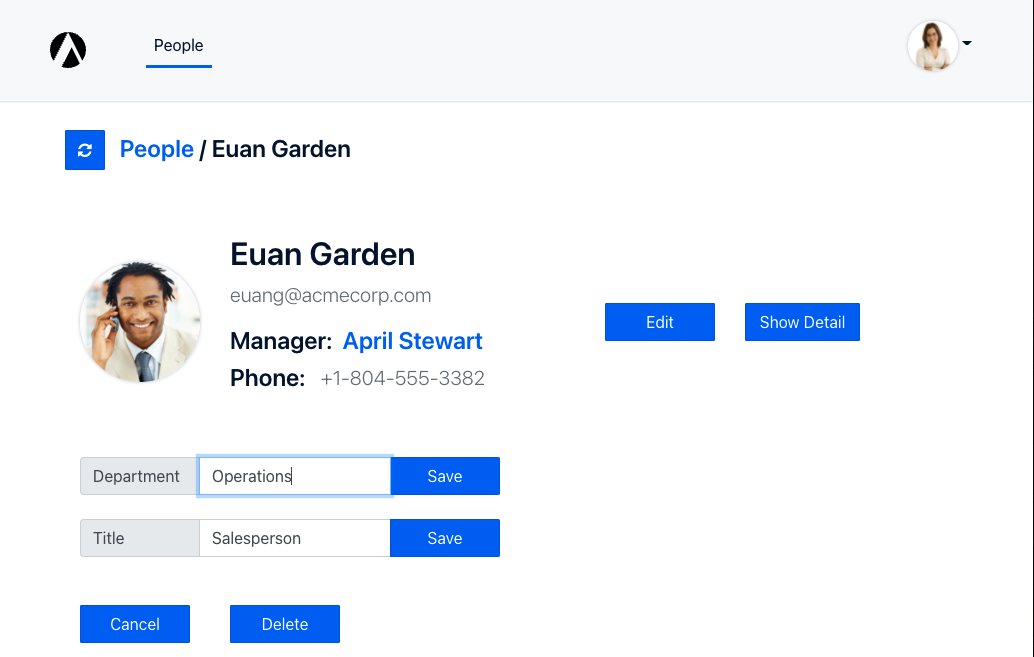 People
People / Euan Garden
Euan Garden
euang@acmecorp.com
Manager: April Stewart
Phone: +1-804-555-3382
Edit
Show Detail
Department Operations Save
Title Salesperson Save
Cancel Delete